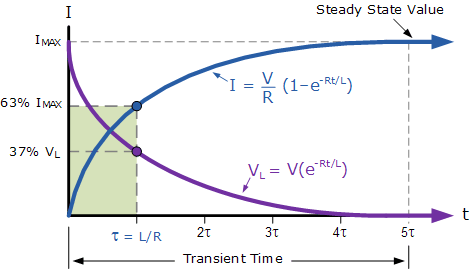 I
Steady State Value
IMAX
I = V/R (1-e^-Rt/L)
63% IMAX
37% VL
VL = V(e^-Rt/L)
t
τ = L/R 2τ 3τ 4τ 5τ
Transient Time